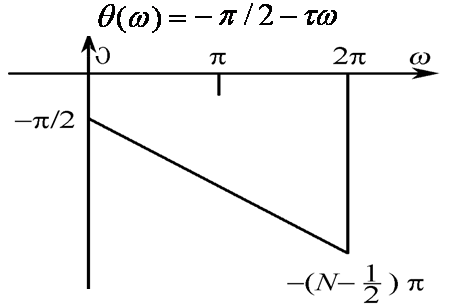 θ(ω) = − π / 2 − τω
0 π 2π ω
−π/2
−(N−1/2) π